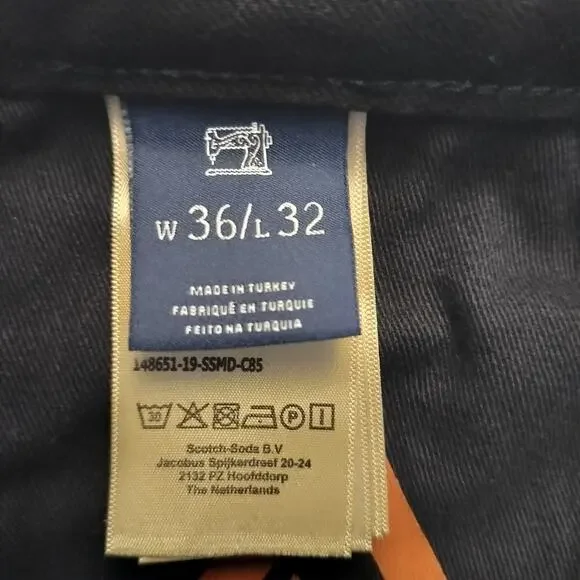 W 36/L 32
MADE IN TURKEY
FABRIQUÉ EN TURQUIE
FEITO NA TURQUIA
148651-19-SSMD-C85
30
P
Scotch-Soda B.V
Jacobus Spijkerdreef 20-24
2132 PZ Hoofddorp
The Netherlands